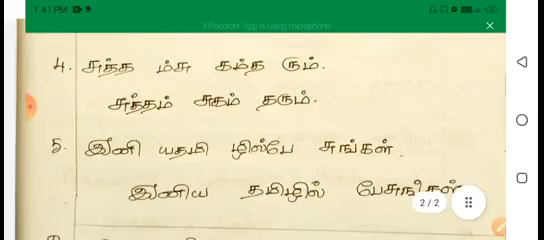 7:41 PM
XRecorder App is using microphone
4. சுத்த ம்சு கம்த ரும்.
சுத்தம் சுகம் தரும்.
5. இனி யதமி ழில்பே சுங்கள்.
இனிய தமிழில் பேசுங்கள்
2 / 2